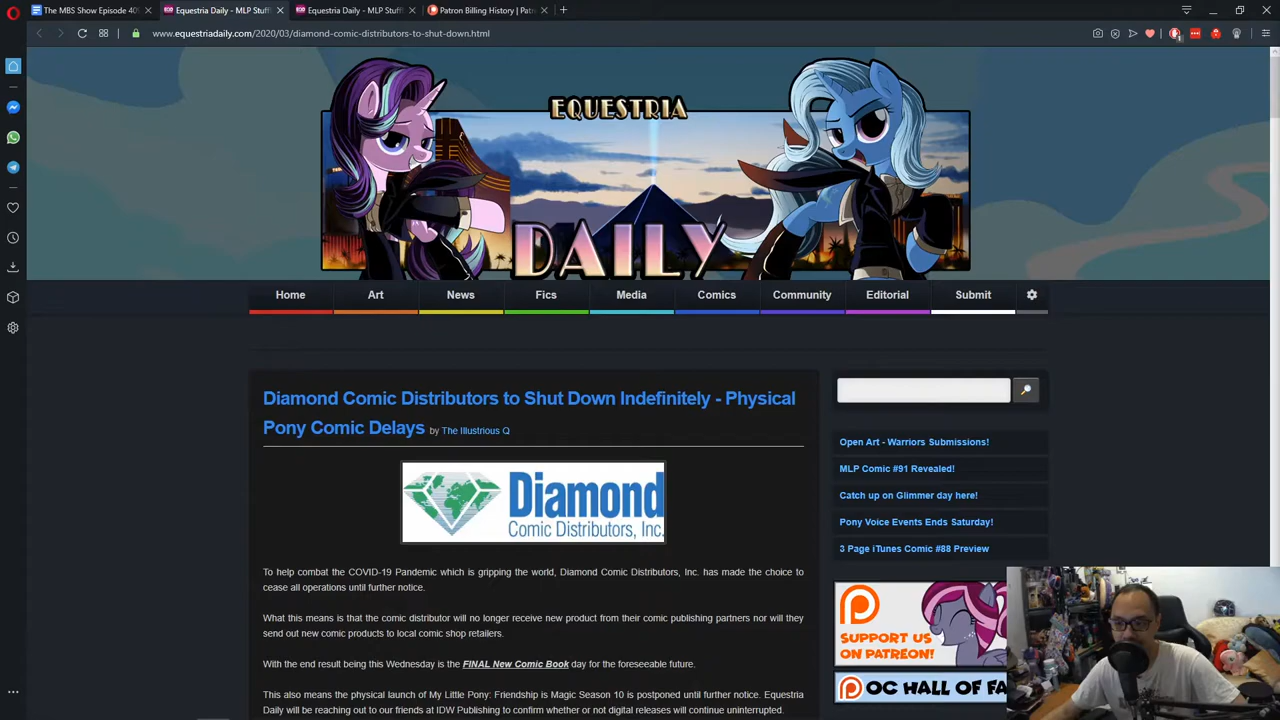 The MBS Show Episode 409
Equestria Daily - MLP Stuff!
Equestria Daily - MLP Stuff!
Patron Billing History | Patr
www.equestriadaily.com/2020/03/diamond-comic-distributors-to-shut-down.html
EQUESTRIA
DAILY
Home Art News Fics Media Comics Community Editorial Submit
Diamond Comic Distributors to Shut Down Indefinitely - Physical
Pony Comic Delays by The Illustrious Q
Diamond
Comic Distributors, Inc.
To help combat the COVID-19 Pandemic which is gripping the world, Diamond Comic Distributors, Inc. has made the choice to
cease all operations until further notice.
What this means is that the comic distributor will no longer receive new product from their comic publishing partners nor will they
send out new comic products to local comic shop retailers.
With the end result being this Wednesday is the FINAL New Comic Book day for the foreseeable future.
This also means the physical launch of My Little Pony: Friendship is Magic Season 10 is postponed until further notice. Equestria
Daily will be reaching out to our friends at IDW Publishing to confirm whether or not digital releases will continue uninterrupted.
Open Art - Warriors Submissions!
MLP Comic #91 Revealed!
Catch up on Glimmer day here!
Pony Voice Events Ends Saturday!
3 Page iTunes Comic #88 Preview
SUPPORT US
ON PATREON!
OC HALL OF FA